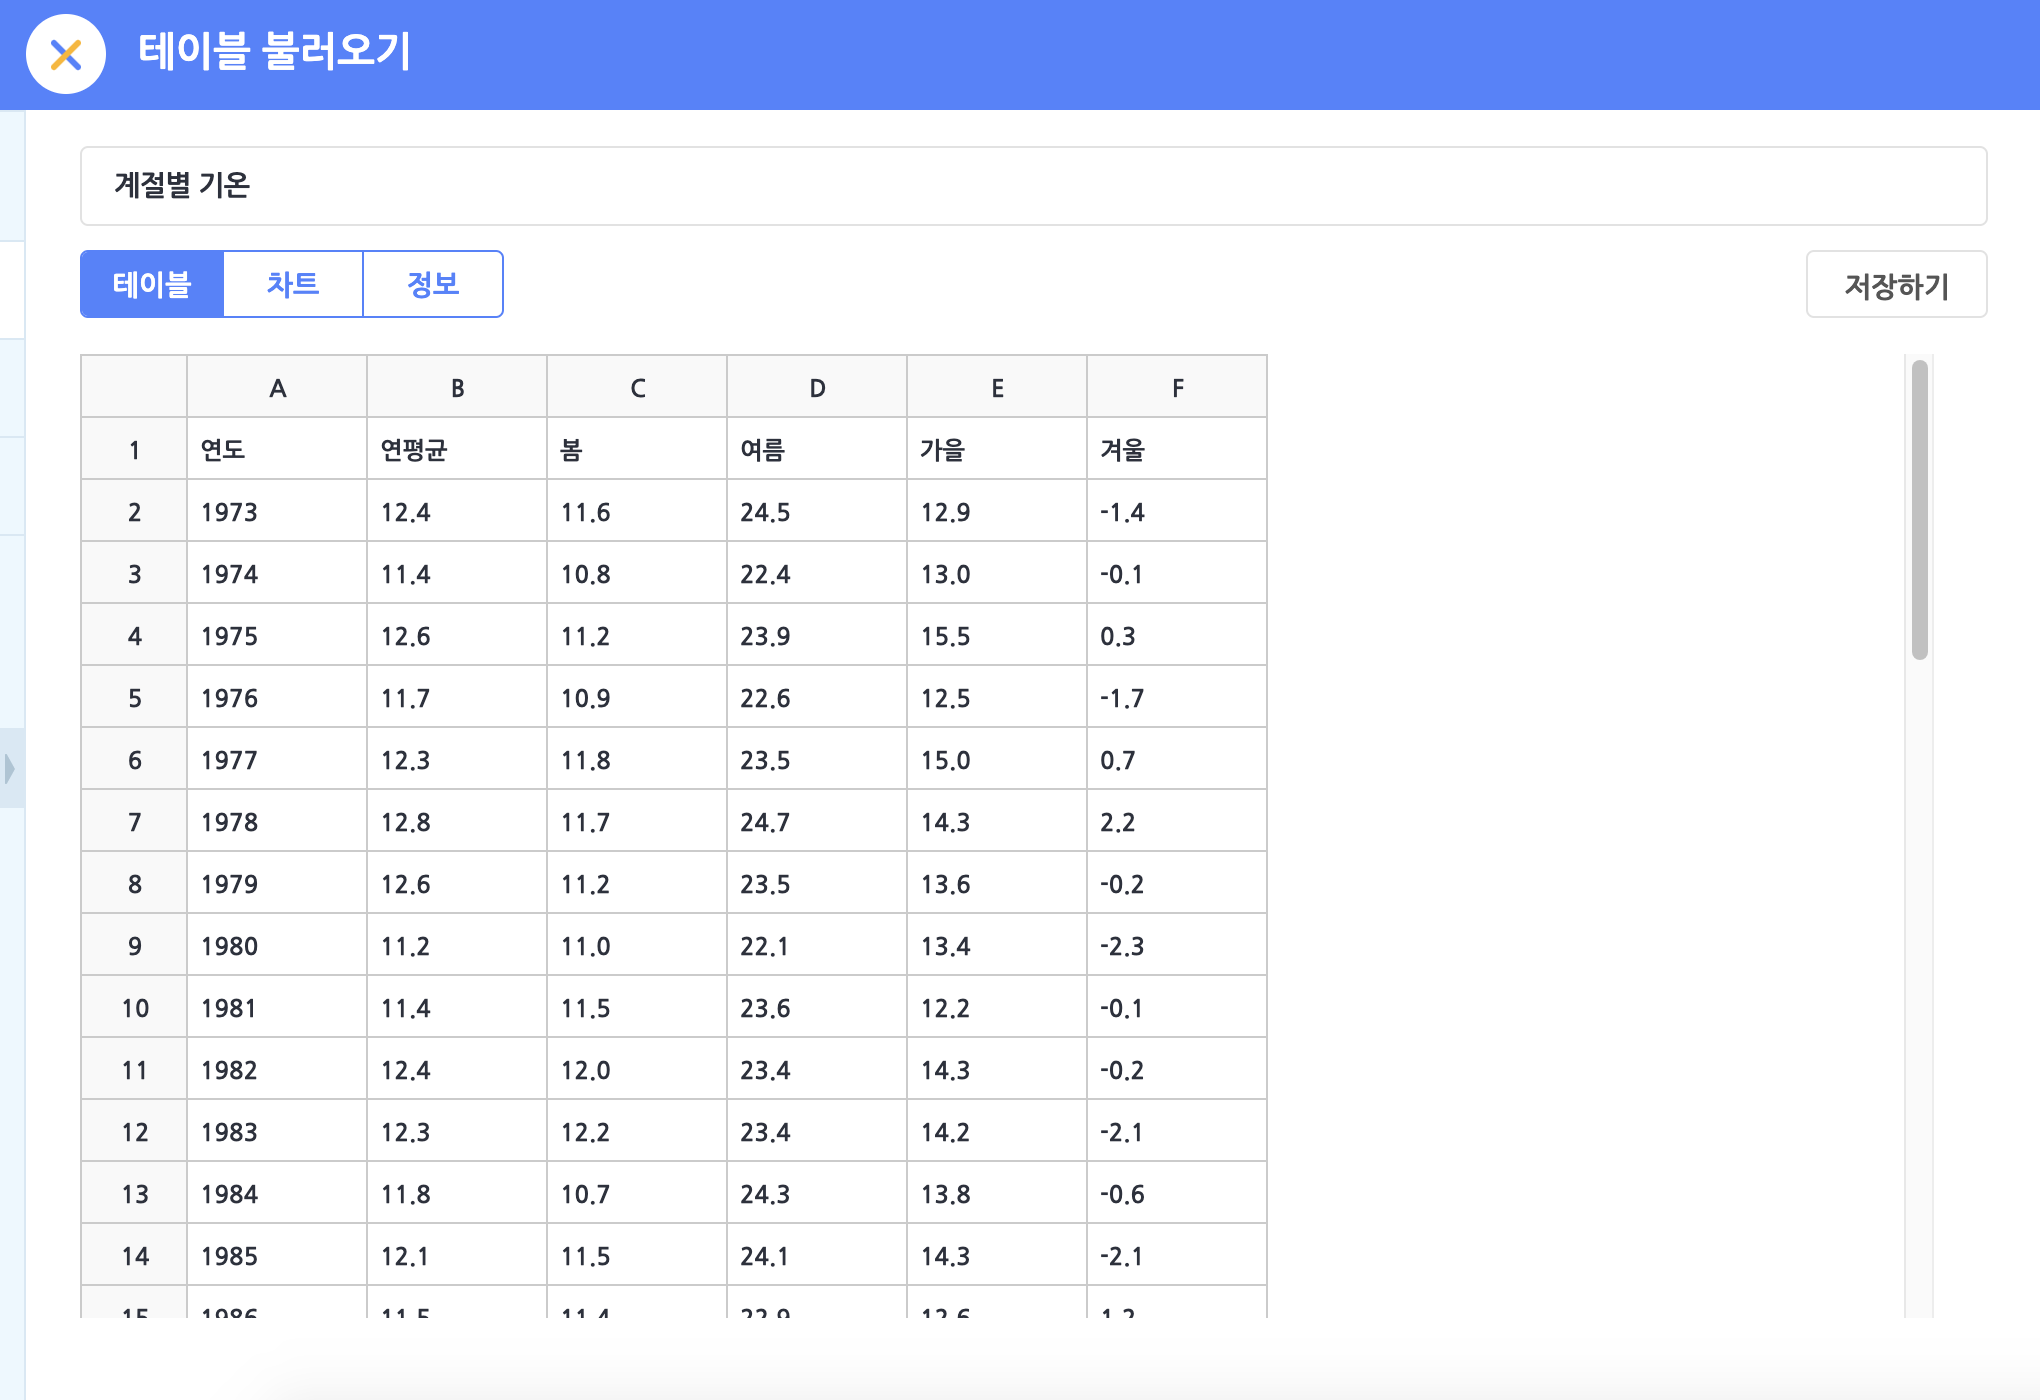 테이블 불러오기
계절별 기온
테이블 차트 정보 저장하기
A B C D E F
1 연도 연평균 봄 여름 가을 겨울
2 1973 12.4 11.6 24.5 12.9 -1.4
3 1974 11.4 10.8 22.4 13.0 -0.1
4 1975 12.6 11.2 23.9 15.5 0.3
5 1976 11.7 10.9 22.6 12.5 -1.7
6 1977 12.3 11.8 23.5 15.0 0.7
7 1978 12.8 11.7 24.7 14.3 2.2
8 1979 12.6 11.2 23.5 13.6 -0.2
9 1980 11.2 11.0 22.1 13.4 -2.3
10 1981 11.4 11.5 23.6 12.2 -0.1
11 1982 12.4 12.0 23.4 14.3 -0.2
12 1983 12.3 12.2 23.4 14.2 -2.1
13 1984 11.8 10.7 24.3 13.8 -0.6
14 1985 12.1 11.5 24.1 14.3 -2.1
15 1986 11.5 11.4 22.9 12.6